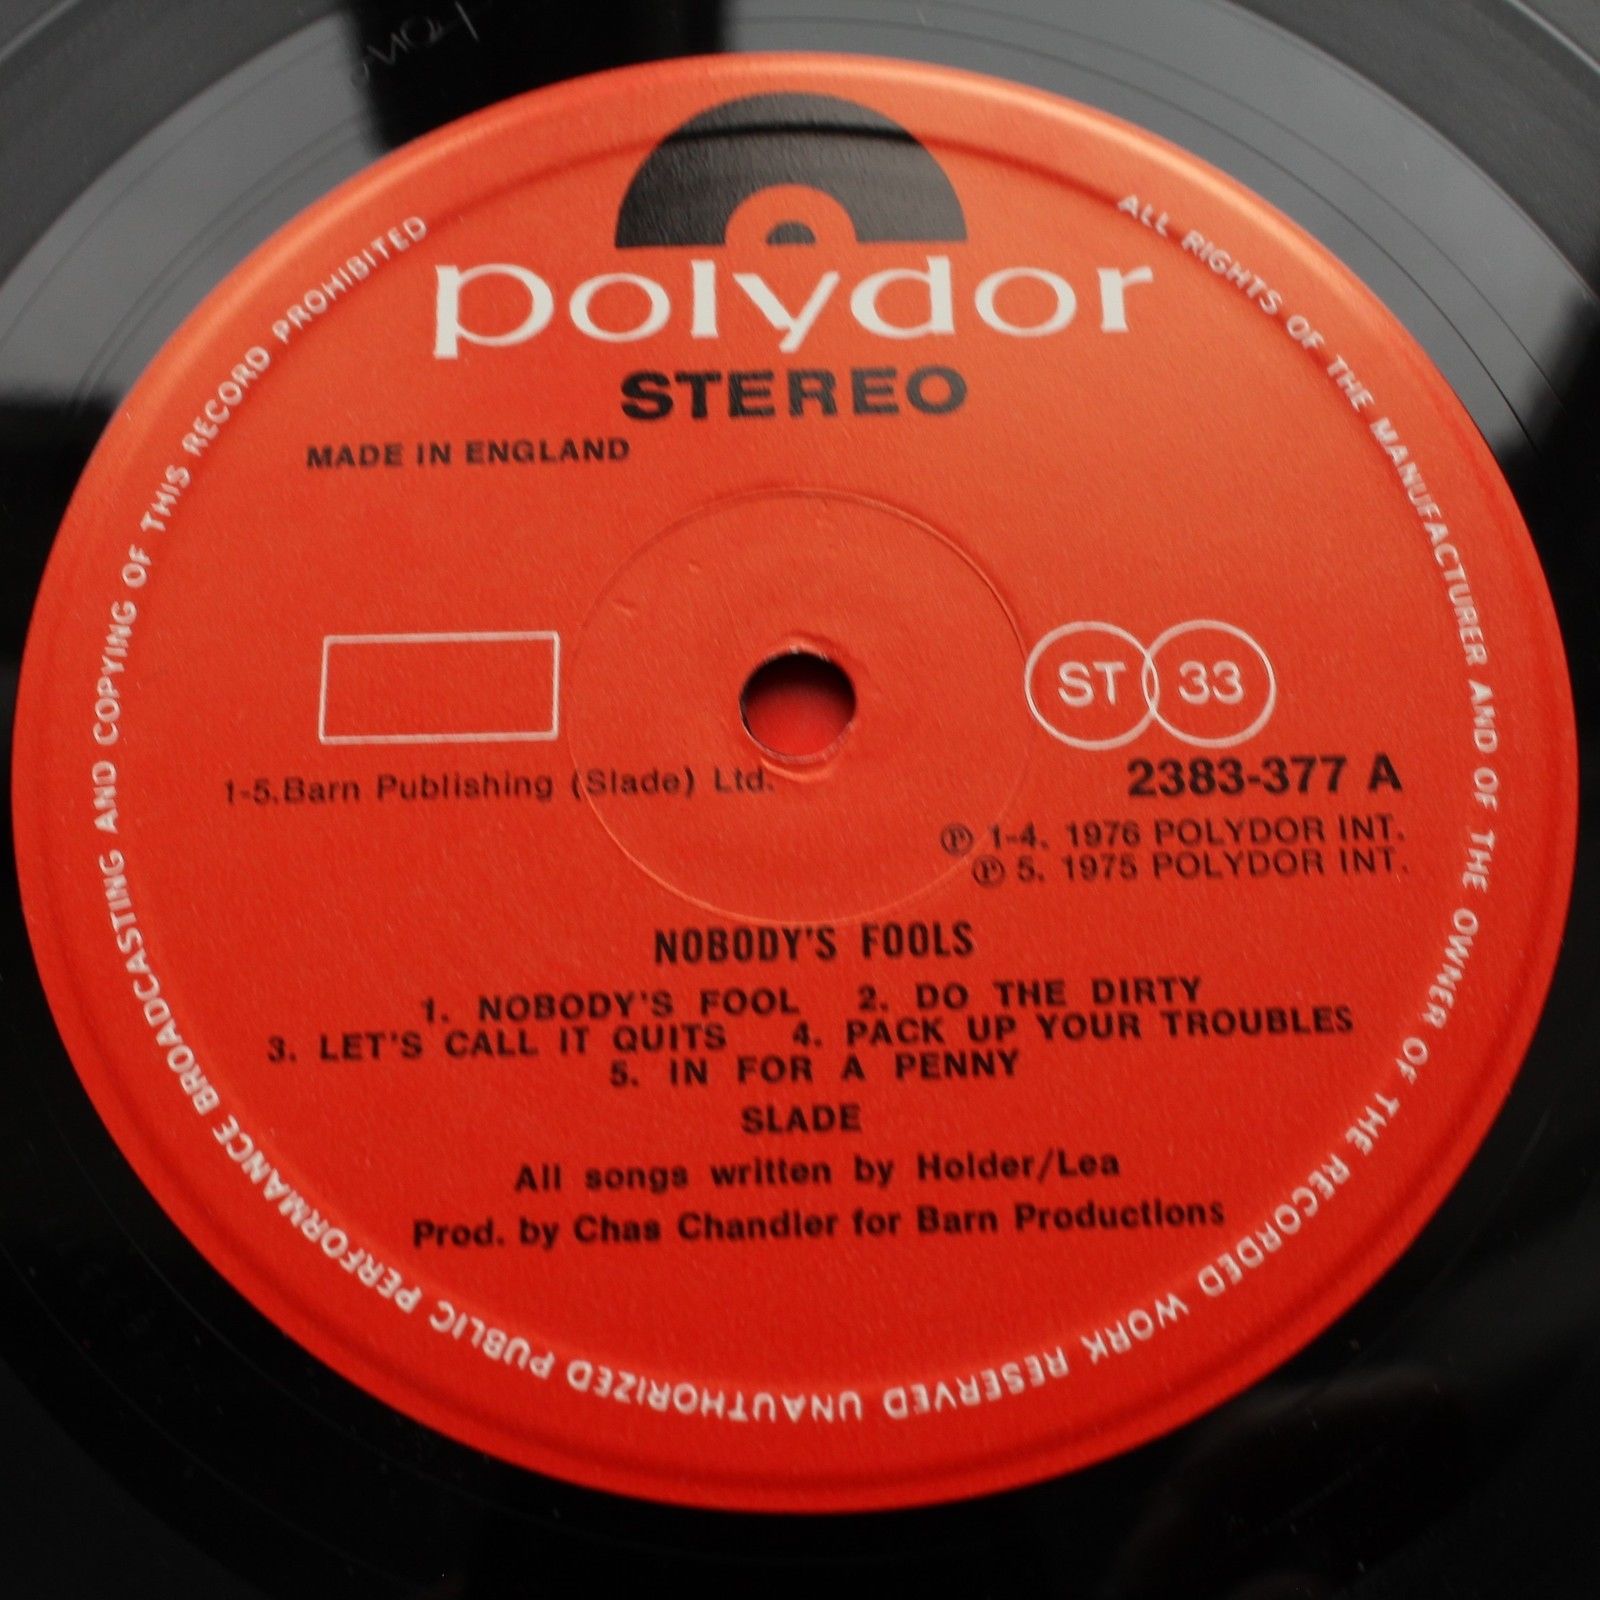 polydor
STEREO
MADE IN ENGLAND
ST 33
1-5.Barn Publishing (Slade) Ltd.
2383-377 A
℗ 1-4. 1976 POLYDOR INT.
℗ 5. 1975 POLYDOR INT.
NOBODY'S FOOLS
1. NOBODY'S FOOL 2. DO THE DIRTY
3. LET'S CALL IT QUITS 4. PACK UP YOUR TROUBLES
5. IN FOR A PENNY
SLADE
All songs written by Holder/Lea
Prod. by Chas Chandler for Barn Productions
ALL RIGHTS OF THE MANUFACTURER AND OF THE OWNER OF THE RECORDED WORK RESERVED UNAUTHORIZED PUBLIC PERFORMANCE BROADCASTING AND COPYING OF THIS RECORD PROHIBITED